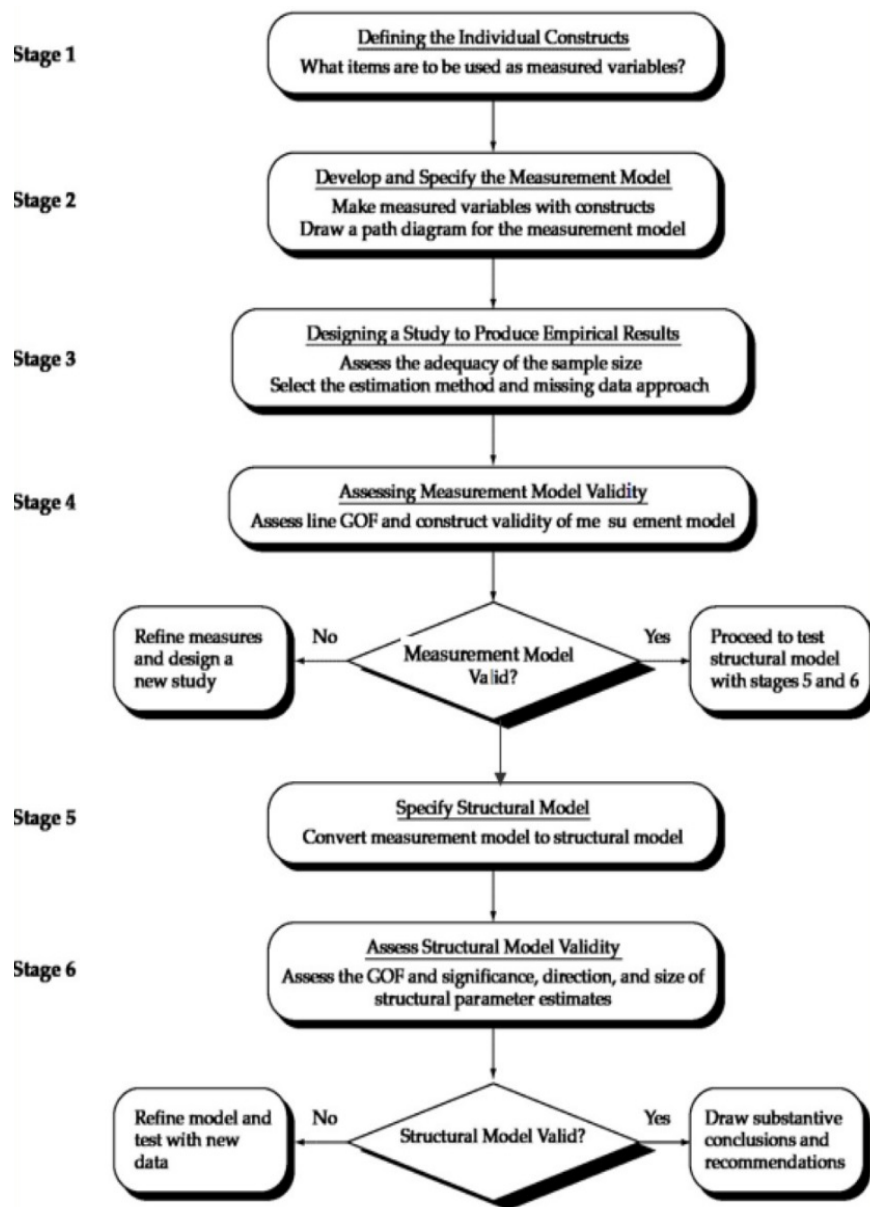 Stage 1
Defining the Individual Constructs
What items are to be used as measured variables?
Stage 2
Develop and Specify the Measurement Model
Make measured variables with constructs
Draw a path diagram for the measurement model
Stage 3
Designing a Study to Produce Empirical Results
Assess the adequacy of the sample size
Select the estimation method and missing data approach
Stage 4
Assessing Measurement Model Validity
Assess line GOF and construct validity of me su ement model
Refine measures
and design a
new study
No
Measurement Model
Valid?
Yes
Proceed to test
structural model
with stages 5 and 6
Stage 5
Specify Structural Model
Convert measurement model to structural model
Stage 6
Assess Structural Model Validity
Assess the GOF and significance, direction, and size of
structural parameter estimates
Refine model and
test with new
data
No
Structural Model Valid?
Yes
Draw substantive
conclusions and
recommendations